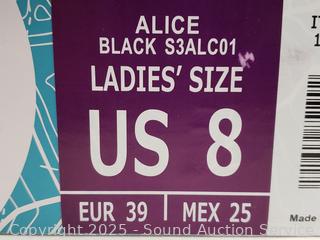 ALICE
BLACK S3ALC01
LADIES' SIZE
US 8
EUR 39 | MEX 25
Made
Copyright 2025 - Sound Auction Service